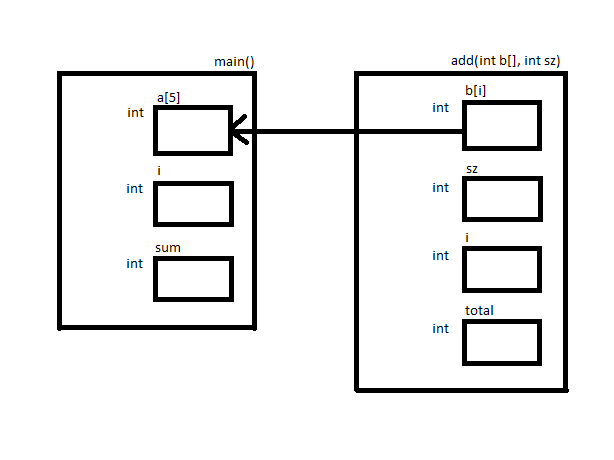 main()
a[5]
int
i
int
sum
int
add(int b[], int sz)
b[i]
int
sz
int
i
int
total
int